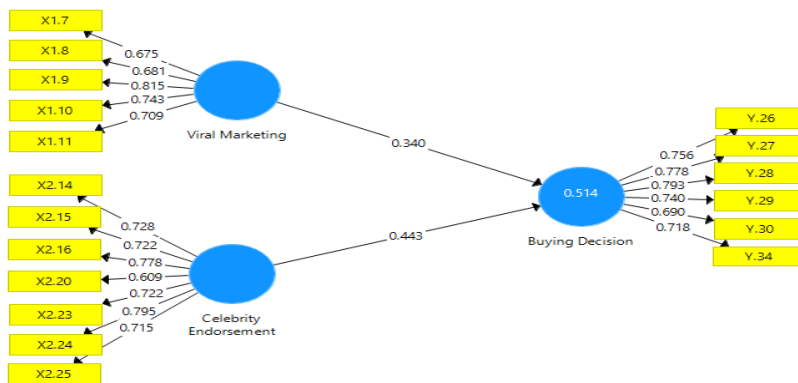 X1.7
X1.8
X1.9
X1.10
X1.11
0.675
0.681
0.815
0.743
0.709
Viral Marketing
0.340
X2.14
X2.15
X2.16
X2.20
X2.23
X2.24
X2.25
0.728
0.722
0.778
0.609
0.722
0.795
0.715
Celebrity
Endorsement
0.443
0.514
Buying Decision
0.756
0.778
0.793
0.740
0.690
0.718
Y.26
Y.27
Y.28
Y.29
Y.30
Y.34